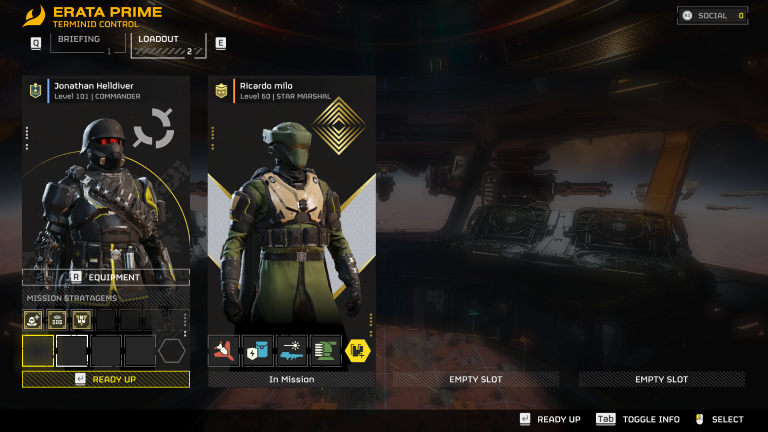 ERATA PRIME
TERMINID CONTROL
SOCIAL 0
Q
BRIEFING
1
LOADOUT
2
E
Jonathan Helldiver
Level 101 | COMMANDER
Ricardo milo
Level 60 | STAR MARSHAL
R EQUIPMENT
MISSION STRATAGEMS
SOS
READY UP
In Mission
EMPTY SLOT
EMPTY SLOT
READY UP
Tab TOGGLE INFO
SELECT